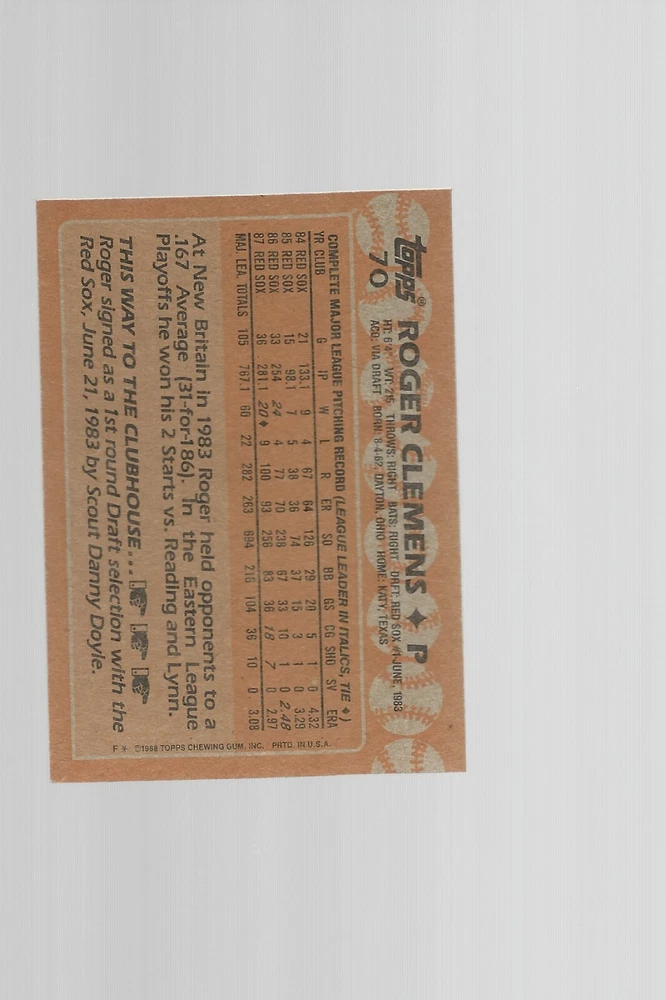 topps®
70
ROGER CLEMENS ♦ P
HT: 6'4" WT: 215 THROWS: RIGHT BATS: RIGHT DRFT: RED SOX #1-JUNE, 1983
ACQ: VIA DRAFT BORN: 8-4-62, DAYTON, OHIO HOME: KATY, TEXAS
COMPLETE MAJOR LEAGUE PITCHING RECORD (LEAGUE LEADER IN ITALICS, TIE ♦)
YR CLUB G IP W L R ER SO BB GS CG SHO SV ERA
84 RED SOX 21 133.1 9 4 67 64 126 29 20 5 1 0 4.32
85 RED SOX 15 98.1 7 5 38 36 74 37 15 3 1 0 3.29
86 RED SOX 33 254 24 4 77 70 238 67 33 10 1 0 2.48
87 RED SOX 36 281.1 20♦ 9 100 93 256 83 36 18 7 0 2.97
MAJ. LEA. TOTALS 105 767.1 60 22 282 263 694 216 104 36 10 0 3.08
At New Britain in 1983 Roger held opponents to a
.167 Average (31-for-186). In the Eastern League
Playoffs he won his 2 Starts vs. Reading and Lynn.
THIS WAY TO THE CLUBHOUSE...
Roger signed as a 1st round Draft selection with the
Red Sox, June 21, 1983 by Scout Danny Doyle.
F * ©1988 TOPPS CHEWING GUM, INC. PRTD. IN U.S.A.